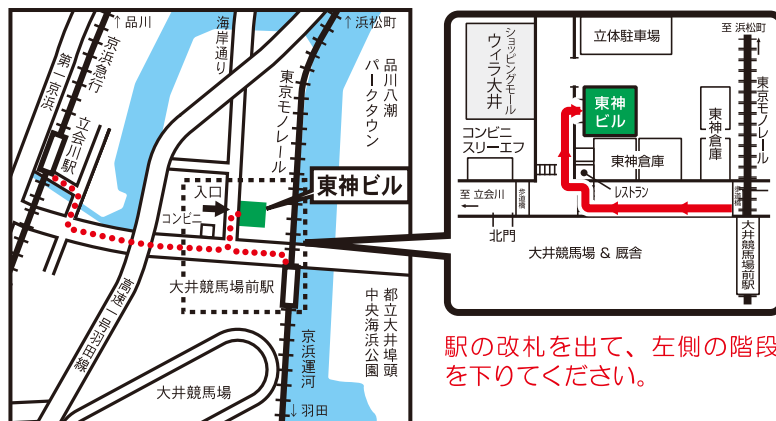 ↑品川
京浜急行
第一京浜
立会川駅
海岸通り
↑浜松町
東京モノレール
品川八潮
パークタウン
入口
コンビニ
東神ビル
大井競馬場前駅
高速一号羽田線
大井競馬場
京浜運河
↓羽田
都立大井埠頭
中央海浜公園
ショッピングモール
ウィラ大井
立体駐車場
至 浜松町
東京モノレール
東神
ビル
東神倉庫
東神倉庫
コンビニ
スリーエフ
レストラン
至 立会川
←
歩道橋
歩道橋
北門
大井競馬場 & 厩舎
大井競馬場前駅
駅の改札を出て、左側の階段
を下りてください。